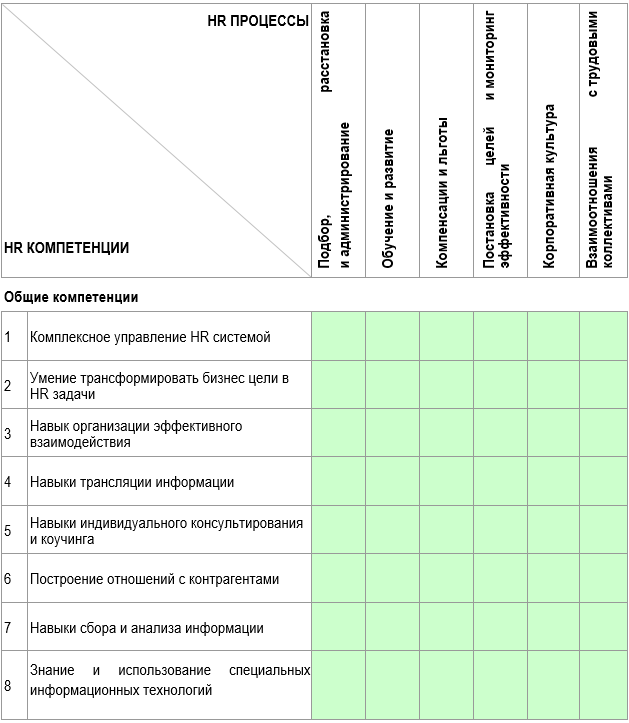 HR ПРОЦЕССЫ
HR КОМПЕТЕНЦИИ
Подбор, расстановка
и администрирование
Обучение и развитие
Компенсации и льготы
Постановка целей и мониторинг
эффективности
Корпоративная культура
Взаимоотношения с трудовыми
коллективами
Общие компетенции
1 Комплексное управление HR системой
2 Умение трансформировать бизнес цели в
HR задачи
3 Навык организации эффективного
взаимодействия
4 Навыки трансляции информации
5 Навыки индивидуального консультирования
и коучинга
6 Построение отношений с контрагентами
7 Навыки сбора и анализа информации
8 Знание и использование специальных
информационных технологий